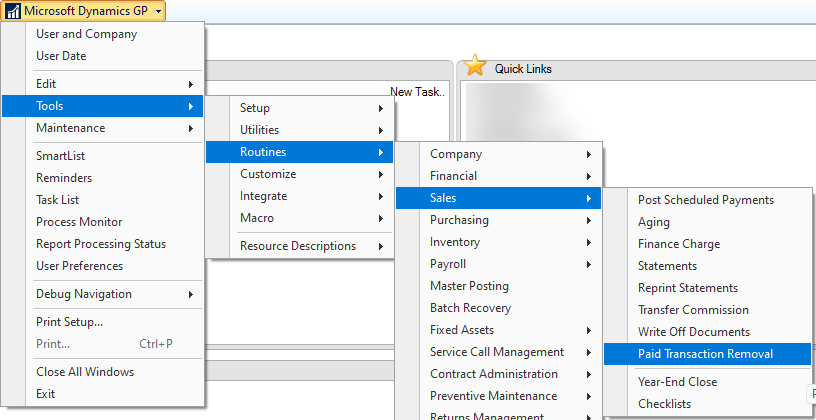 Microsoft Dynamics GP
User and Company
User Date
Edit
Tools
Maintenance
SmartList
Reminders
Task List
Process Monitor
Report Processing Status
User Preferences
Debug Navigation
Print Setup...
Print... Ctrl+P
Close All Windows
Exit
New Task..
Quick Links
Setup
Utilities
Routines
Customize
Integrate
Macro
Resource Descriptions
Company
Financial
Sales
Purchasing
Inventory
Payroll
Master Posting
Batch Recovery
Fixed Assets
Service Call Management
Contract Administration
Preventive Maintenance
Returns Management
Post Scheduled Payments
Aging
Finance Charge
Statements
Reprint Statements
Transfer Commission
Write Off Documents
Paid Transaction Removal
Year-End Close
Checklists